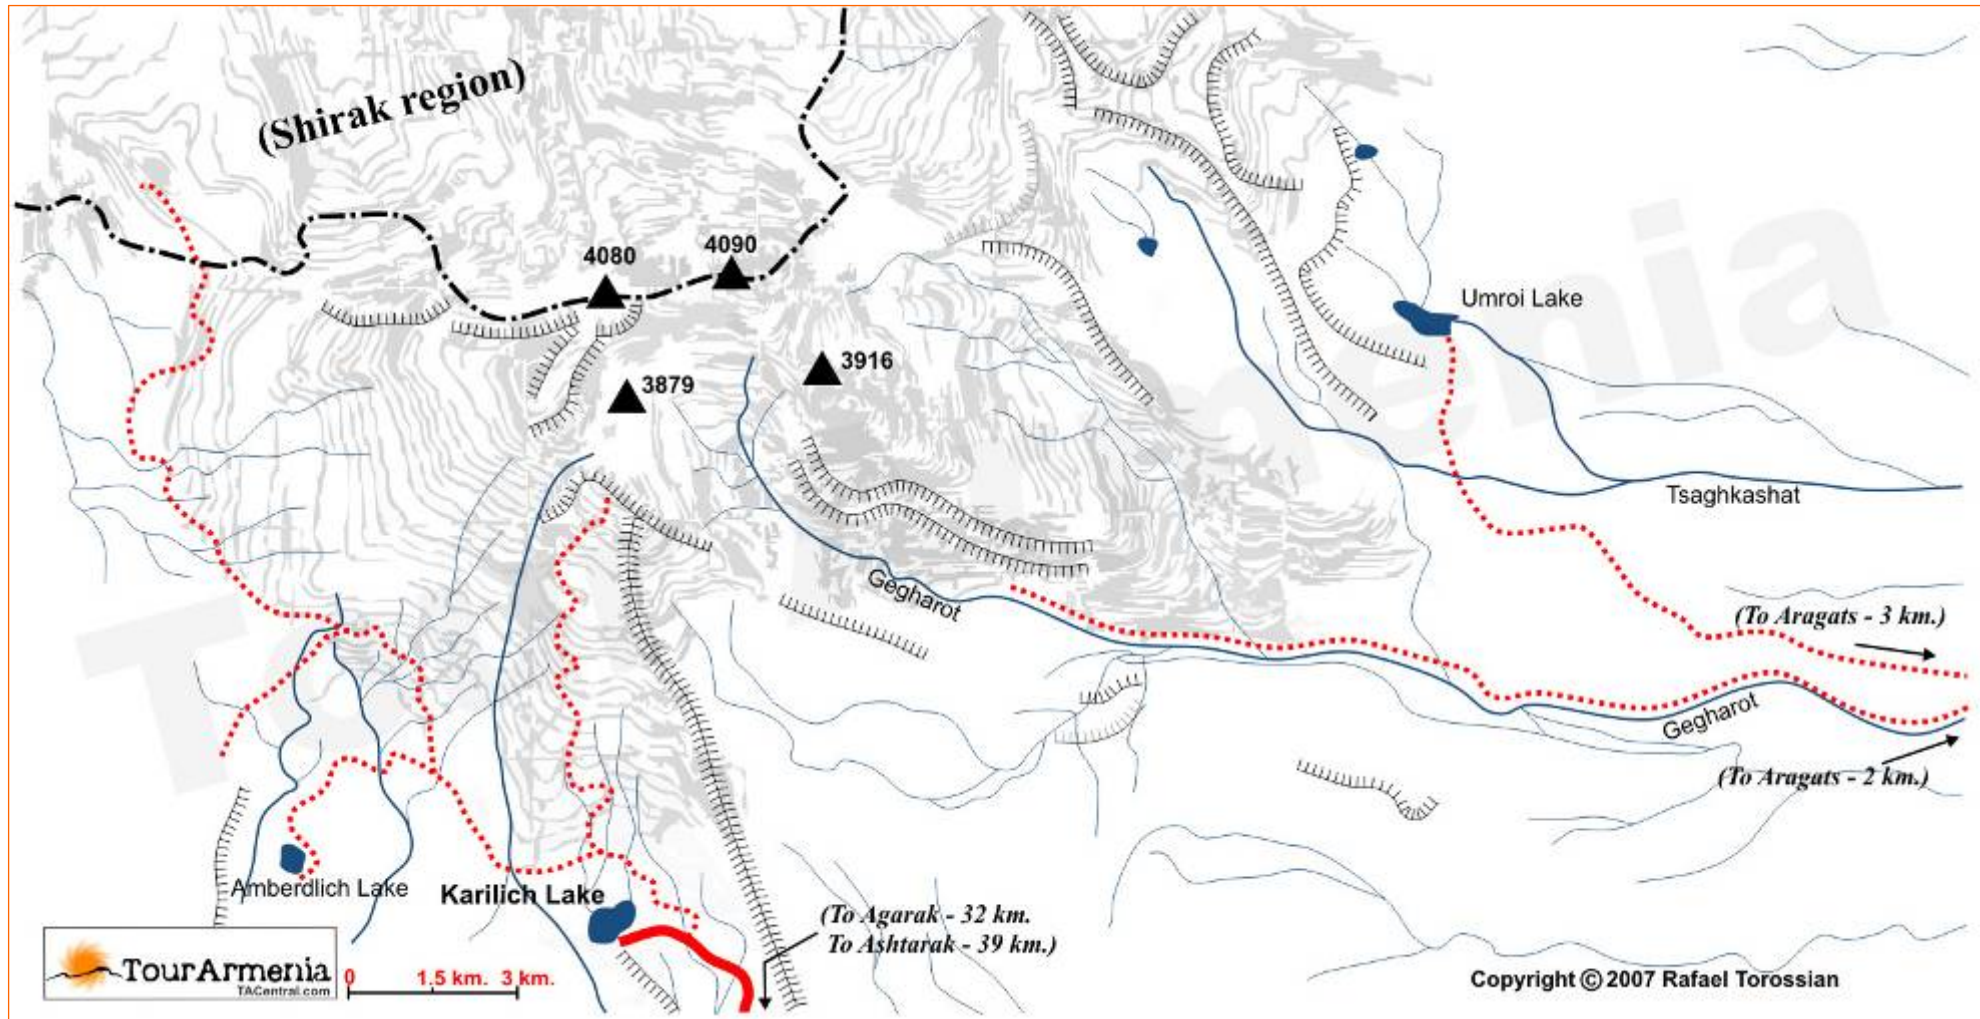 (Shirak region)
4080
4090
3879
3916
Umroi Lake
Tsaghkashat
Gegharot
(To Aragats - 3 km.)
Gegharot
(To Aragats - 2 km.)
Amberdlich Lake
Karilich Lake
(To Agarak - 32 km.
To Ashtarak - 39 km.)
TourArmenia
TACentral.com
0 1.5 km. 3 km.
Copyright © 2007 Rafael Torossian